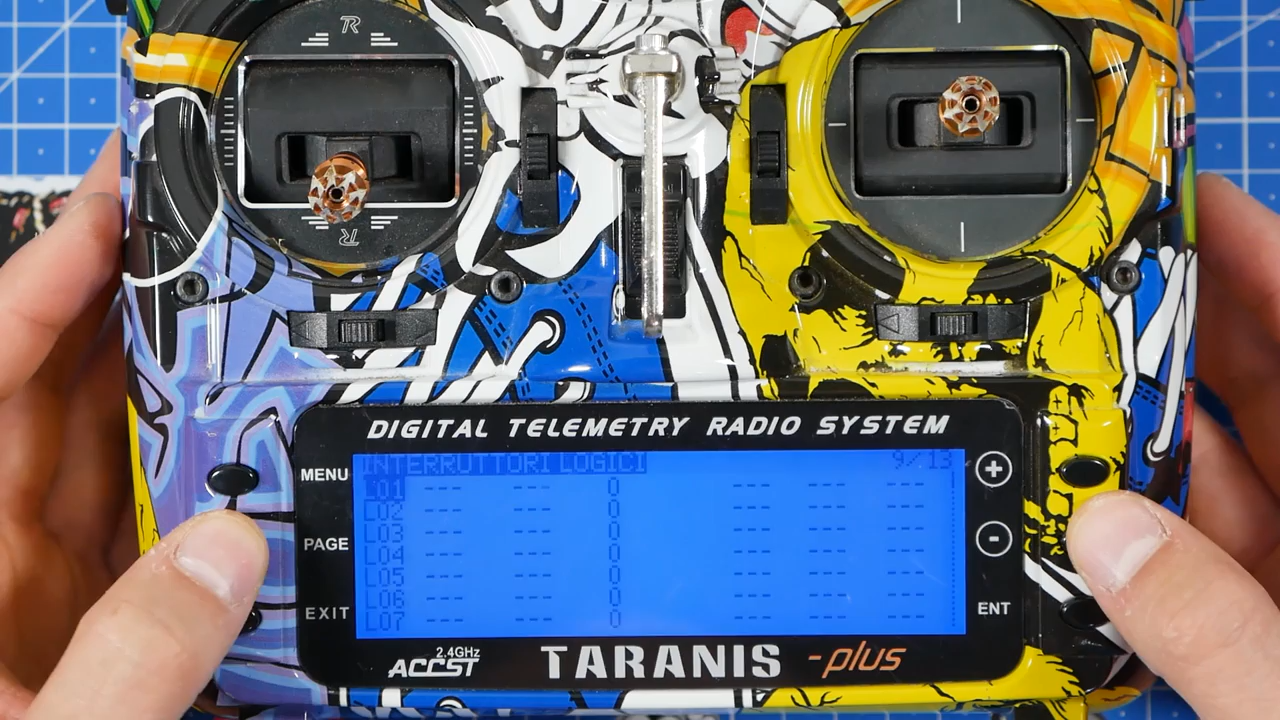 DIGITAL TELEMETRY RADIO SYSTEM
MENU
PAGE
EXIT
INTERRUTTORI LOGICI 9/13
L01 --- --- 0 --- --- ---
L02 --- --- 0 --- --- ---
L03 --- --- 0 --- --- ---
L04 --- --- 0 --- --- ---
L05 --- --- 0 --- --- ---
L06 --- --- 0 --- --- ---
L07 --- --- 0 --- --- ---
+
-
ENT
2.4GHz
ACCST
TARANIS -plus